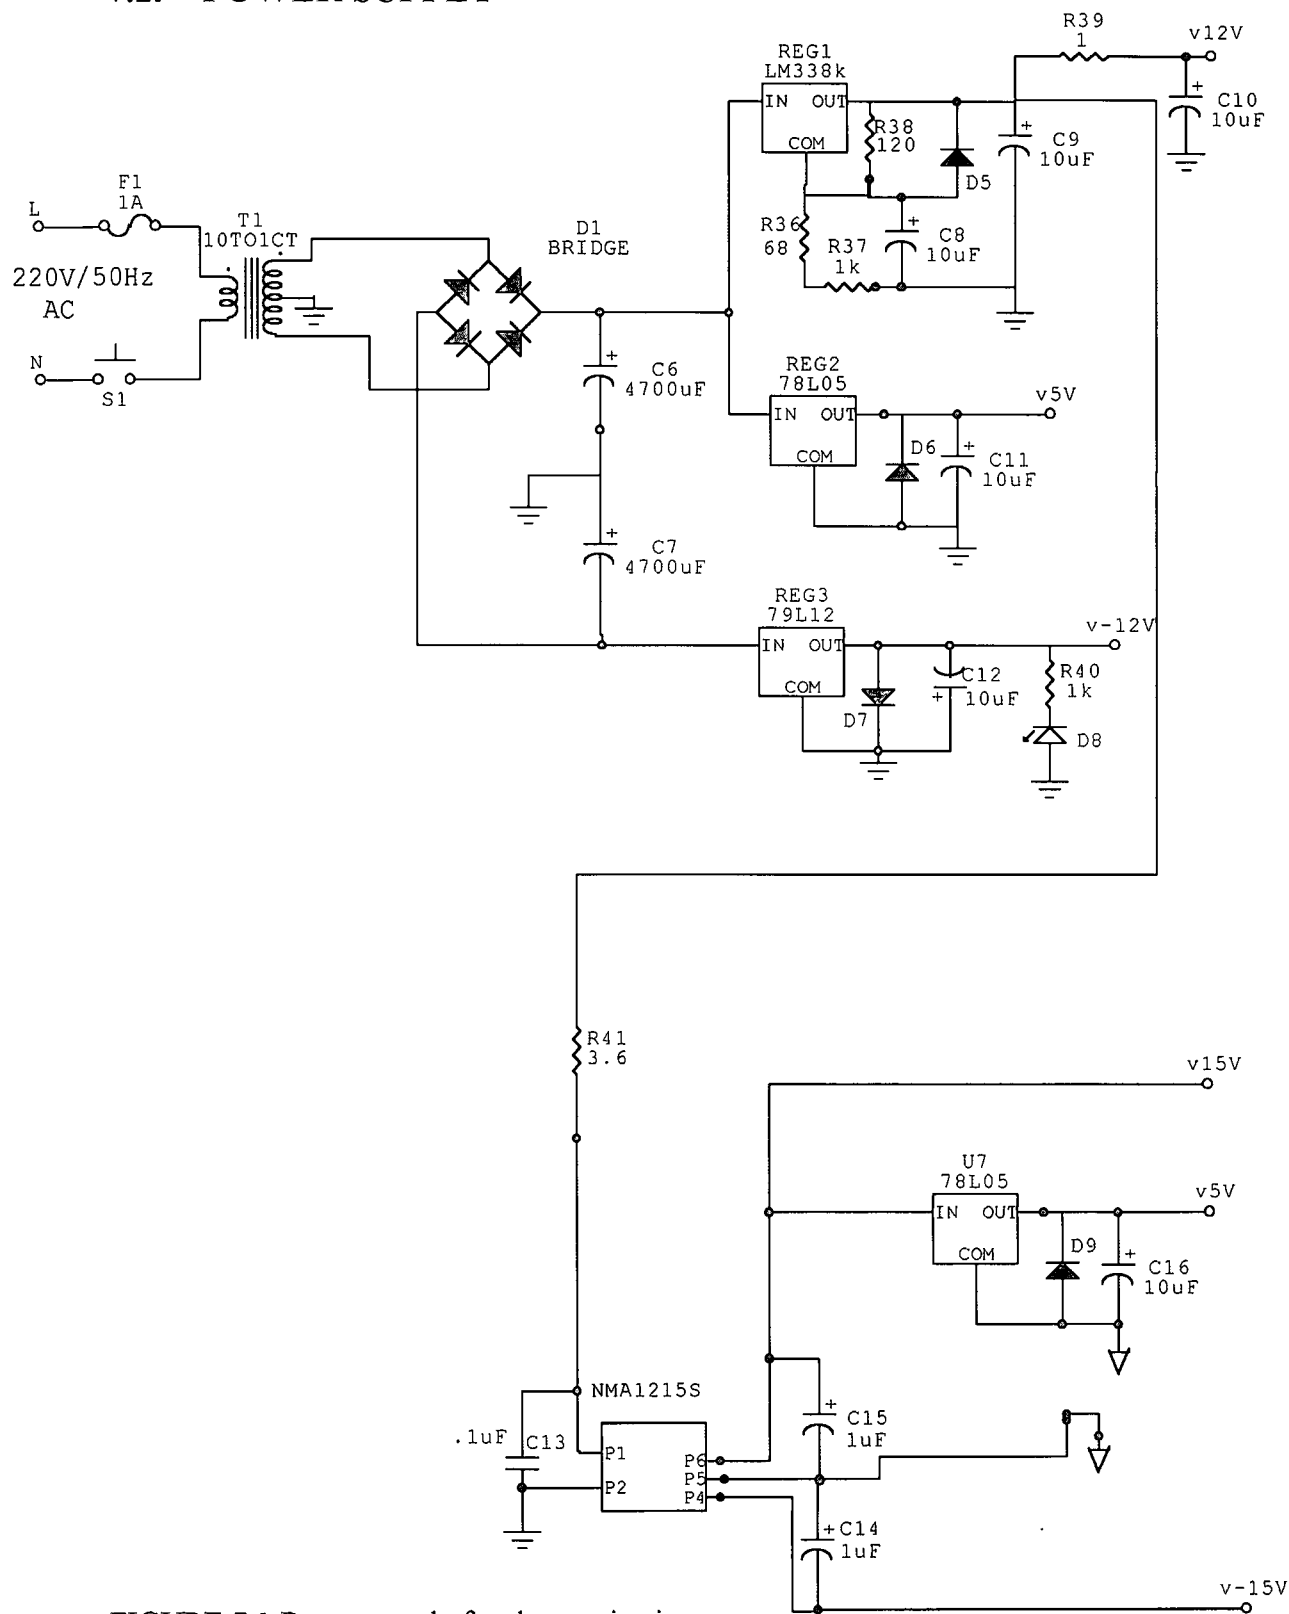 R39
1
v12V
REG1
LM338k
IN OUT
COM
R38
120
D5
C9
10uF
C10
10uF
F1
1A
L
T1
10TO1CT
220V/50Hz
AC
N
S1
D1
BRIDGE
R36
68
R37
1k
C8
10uF
C6
4700uF
REG2
78L05
IN OUT
COM
v5V
D6
C11
10uF
C7
4700uF
REG3
79L12
IN OUT
COM
v-12V
D7
C12
10uF
R40
1k
D8
R41
3.6
v15V
U7
78L05
IN OUT
COM
v5V
D9
C16
10uF
NMA1215S
.1uF C13
P1
P2
P6
P5
P4
C15
1uF
C14
1uF
v-15V